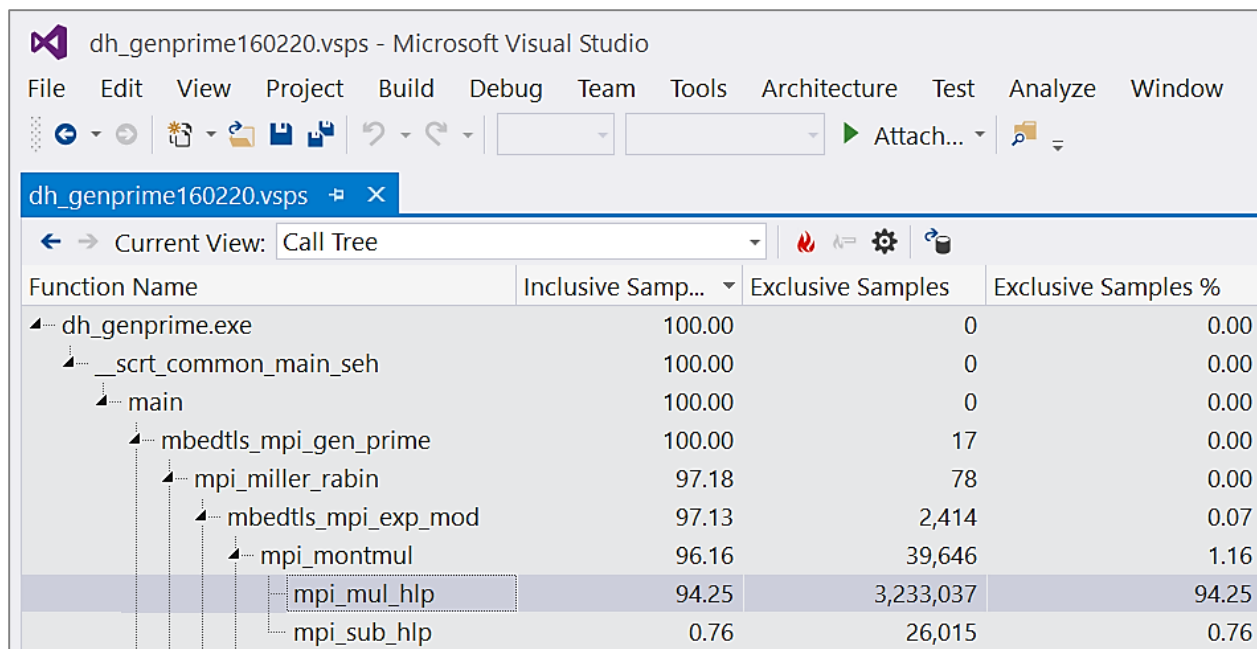 dh_genprime160220.vsps - Microsoft Visual Studio
File Edit View Project Build Debug Team Tools Architecture Test Analyze Window
Attach...
dh_genprime160220.vsps
Current View: Call Tree
Function Name Inclusive Samp... Exclusive Samples Exclusive Samples %
dh_genprime.exe 100.00 0 0.00
__scrt_common_main_seh 100.00 0 0.00
main 100.00 0 0.00
mbedtls_mpi_gen_prime 100.00 17 0.00
mpi_miller_rabin 97.18 78 0.00
mbedtls_mpi_exp_mod 97.13 2,414 0.07
mpi_montmul 96.16 39,646 1.16
mpi_mul_hlp 94.25 3,233,037 94.25
mpi_sub_hlp 0.76 26,015 0.76